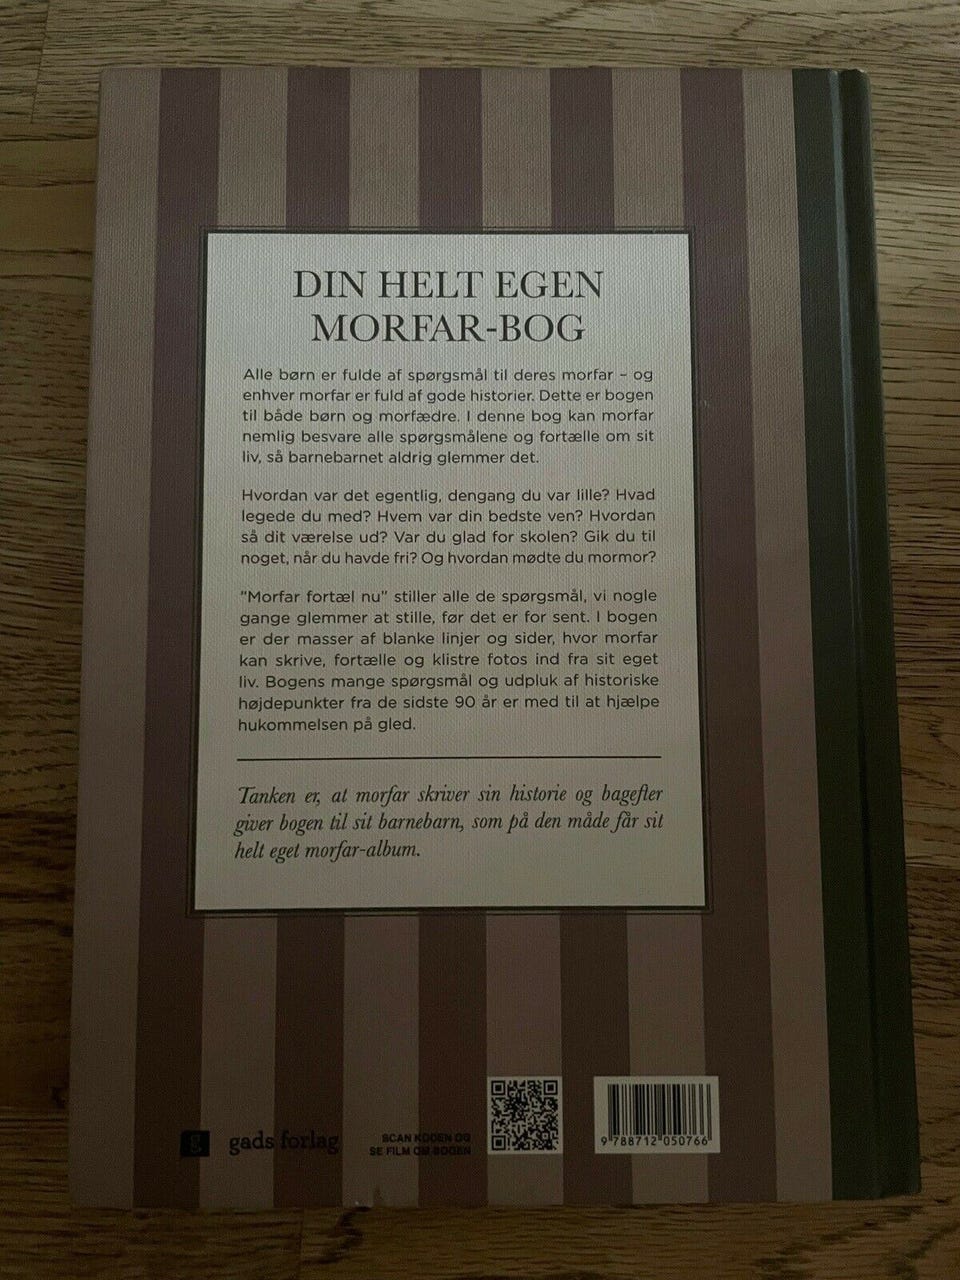 DIN HELT EGEN
MORFAR-BOG
Alle børn er fulde af spørgsmål til deres morfar – og
enhver morfar er fuld af gode historier. Dette er bogen
til både børn og morfædre. I denne bog kan morfar
nemlig besvare alle spørgsmålene og fortælle om sit
liv, så barnebarnet aldrig glemmer det.
Hvordan var det egentlig, dengang du var lille? Hvad
legede du med? Hvem var din bedste ven? Hvordan
så dit værelse ud? Var du glad for skolen? Gik du til
noget, når du havde fri? Og hvordan mødte du mormor?
"Morfar fortæl nu" stiller alle de spørgsmål, vi nogle
gange glemmer at stille, før det er for sent. I bogen
er der masser af blanke linjer og sider, hvor morfar
kan skrive, fortælle og klistre fotos ind fra sit eget
liv. Bogens mange spørgsmål og udpluk af historiske
højdepunkter fra de sidste 90 år er med til at hjælpe
hukommelsen på gled.
Tanken er, at morfar skriver sin historie og bagefter
giver bogen til sit barnebarn, som på den måde får sit
helt eget morfar-album.
g gads forlag
SCAN KODEN OG
SE FILM OM BOGEN
9 788712 050766